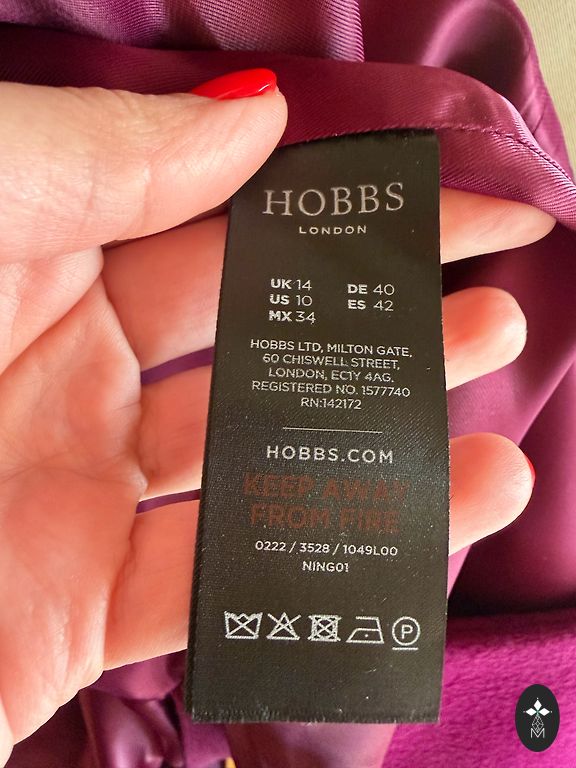 HOBBS
LONDON
UK 14 DE 40
US 10 ES 42
MX 34
HOBBS LTD, MILTON GATE,
60 CHISWELL STREET,
LONDON, EC1Y 4AG.
REGISTERED NO. 1577740
RN:142172
HOBBS.COM
KEEP AWAY
FROM FIRE
0222 / 3528 / 1049L00
NING01
P
M